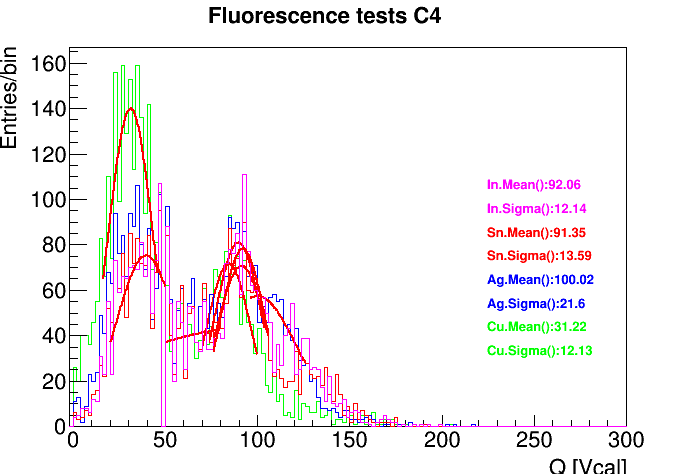 Fluorescence tests C4
Entries/bin
160
140
120
100
80
60
40
20
0
In.Mean():92.06
In.Sigma():12.14
Sn.Mean():91.35
Sn.Sigma():13.59
Ag.Mean():100.02
Ag.Sigma():21.6
Cu.Mean():31.22
Cu.Sigma():12.13
0 50 100 150 200 250 300
Q [Vcal]